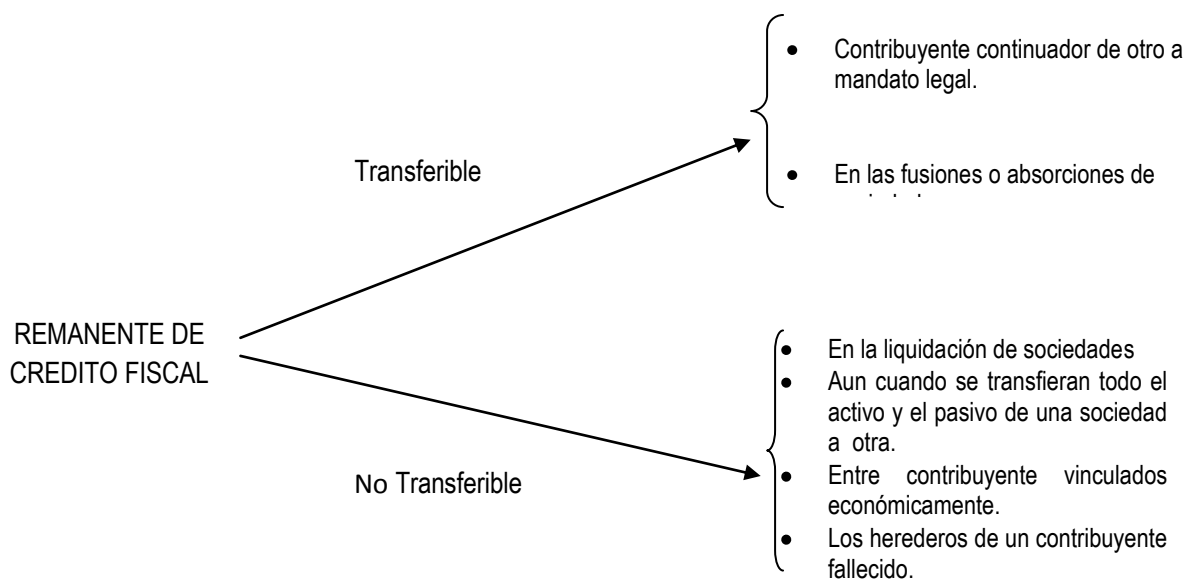 Contribuyente continuador de otro a
mandato legal.
Transferible
En las fusiones o absorciones de
REMANENTE DE
CREDITO FISCAL
En la liquidación de sociedades
Aun cuando se transfieran todo el
activo y el pasivo de una sociedad
a otra.
No Transferible
Entre contribuyente vinculados
económicamente.
Los herederos de un contribuyente
fallecido.